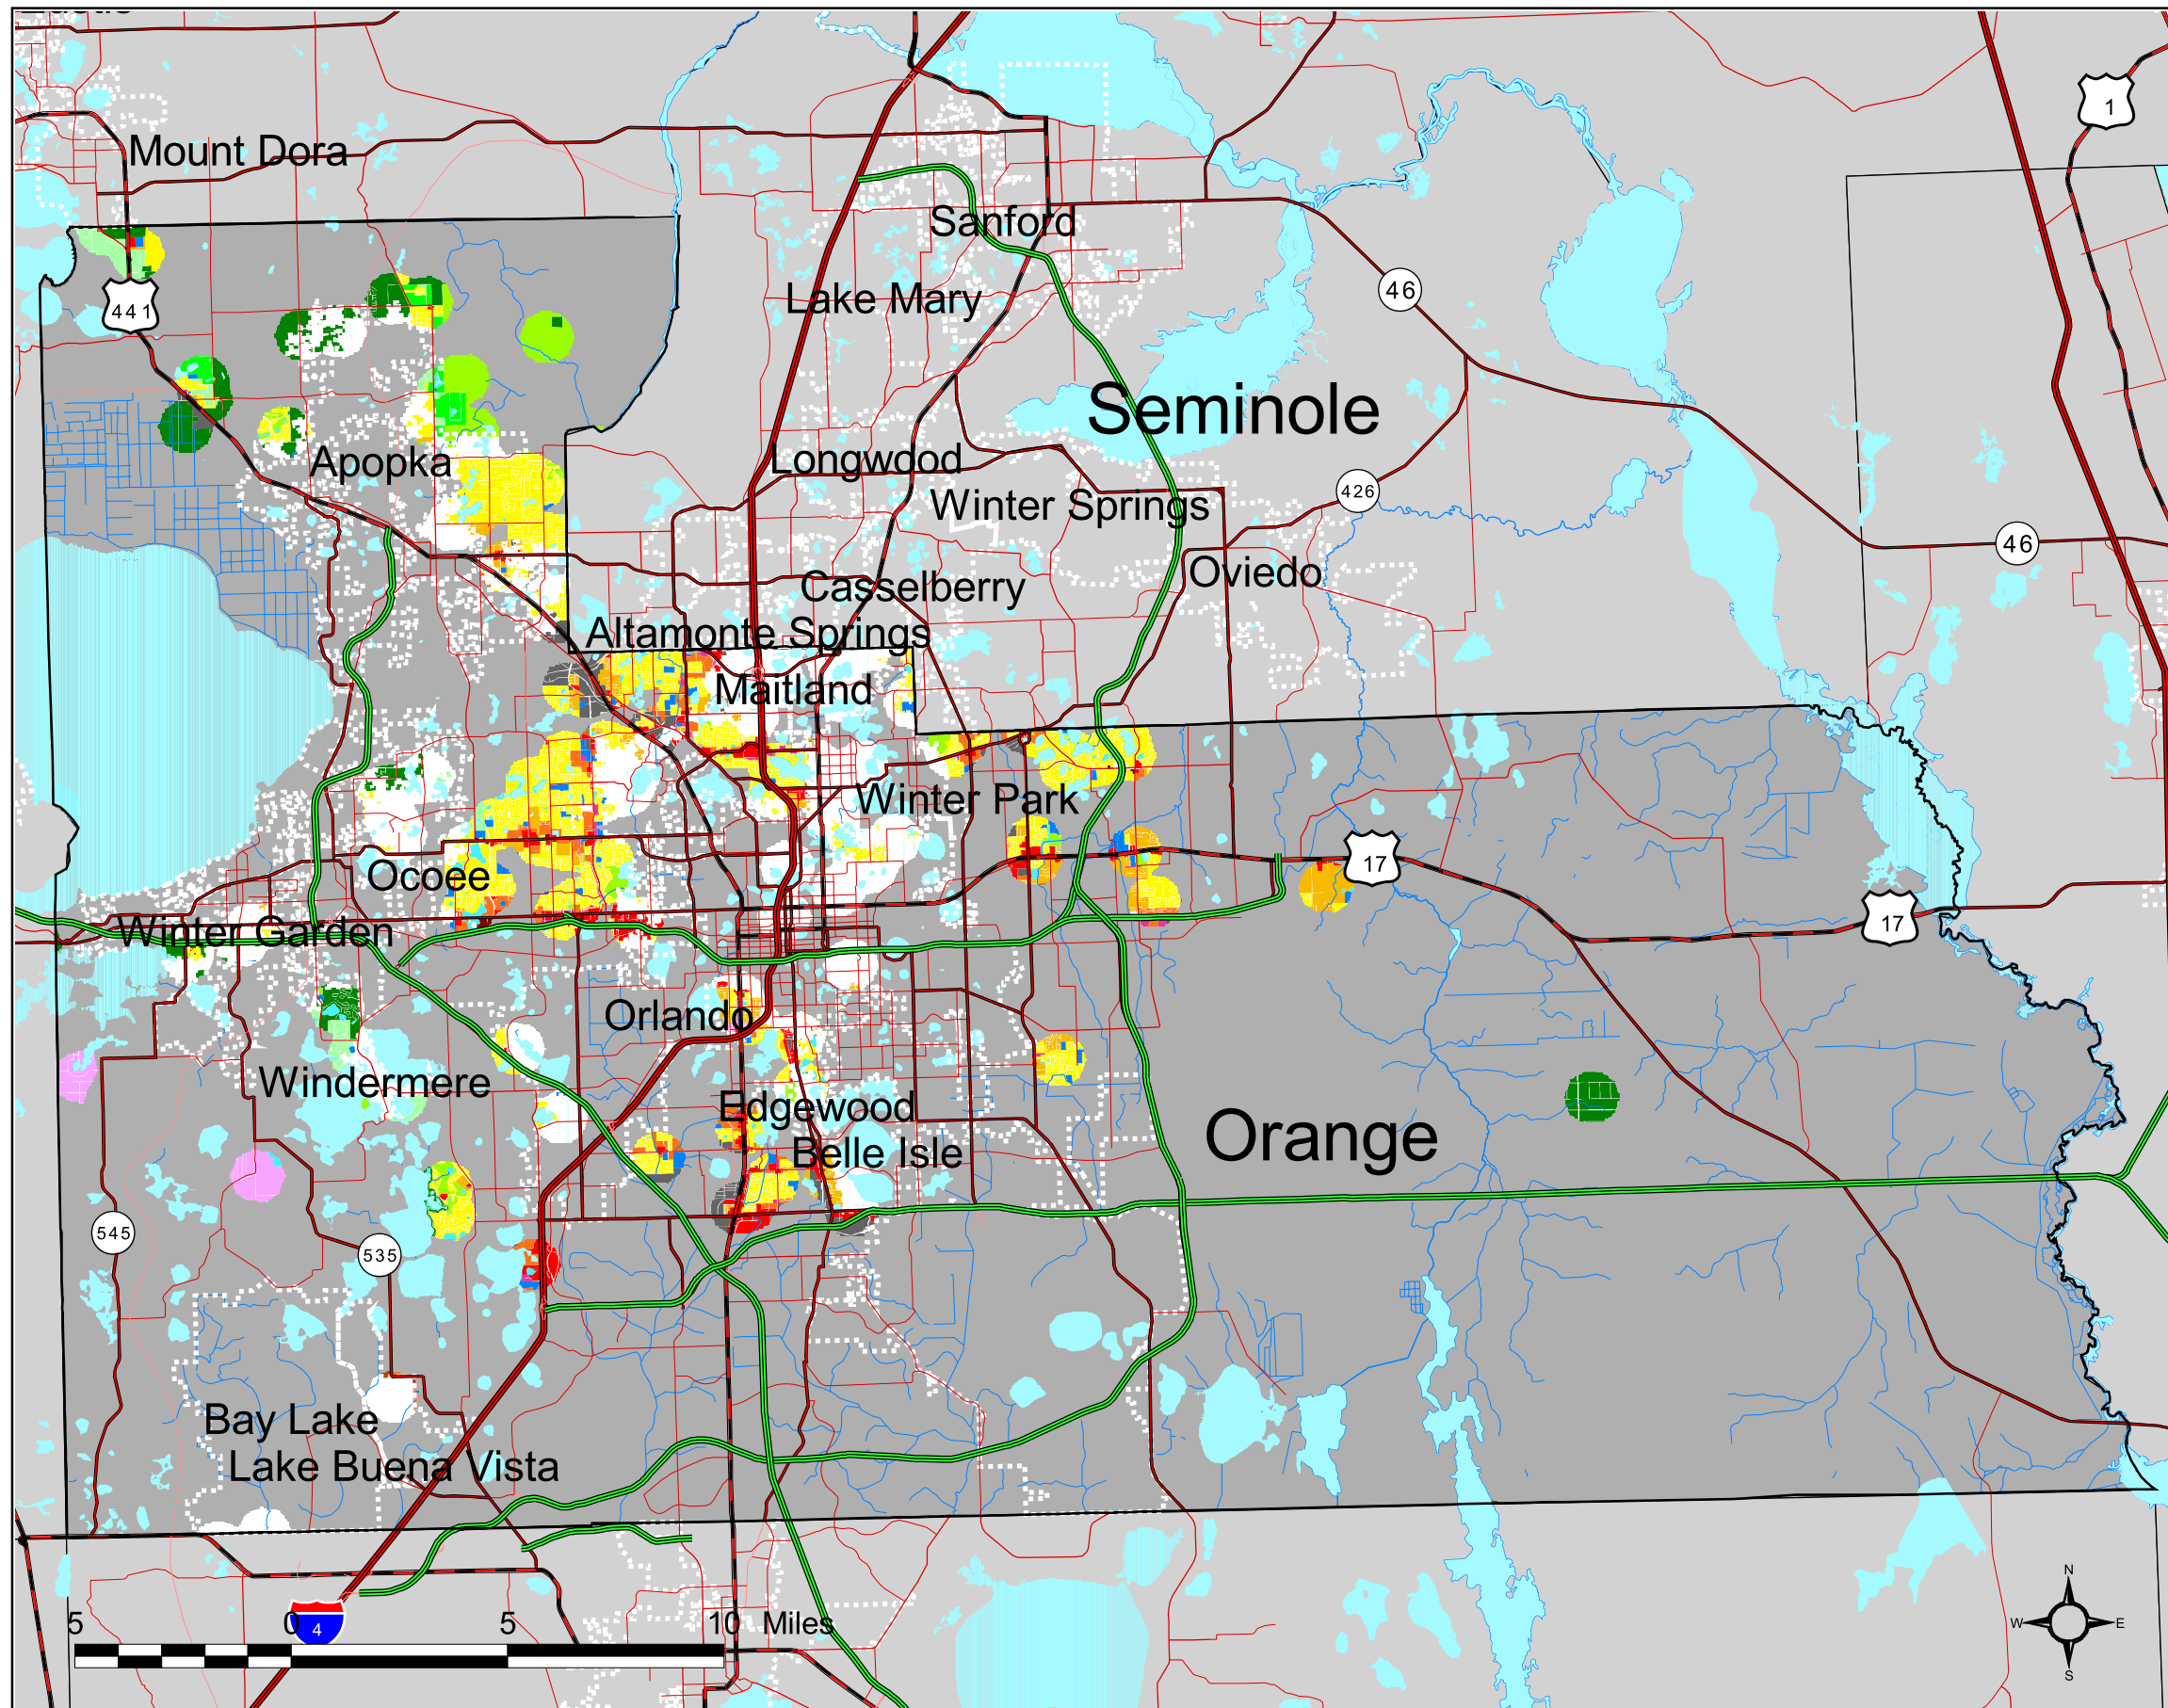 Eustis
1
Mount Dora
Sanford
46
Lake Mary
441
Seminole
Longwood
Apopka
426
Winter Springs
46
Oviedo
Casselberry
Altamonte Springs
Maitland
Winter Park
17
Ocoee
17
Winter Garden
Orlando
Windermere
Edgewood
Orange
Belle Isle
545
535
Bay Lake
Lake Buena Vista
N
5 0 5 10 Miles
4
W E
S